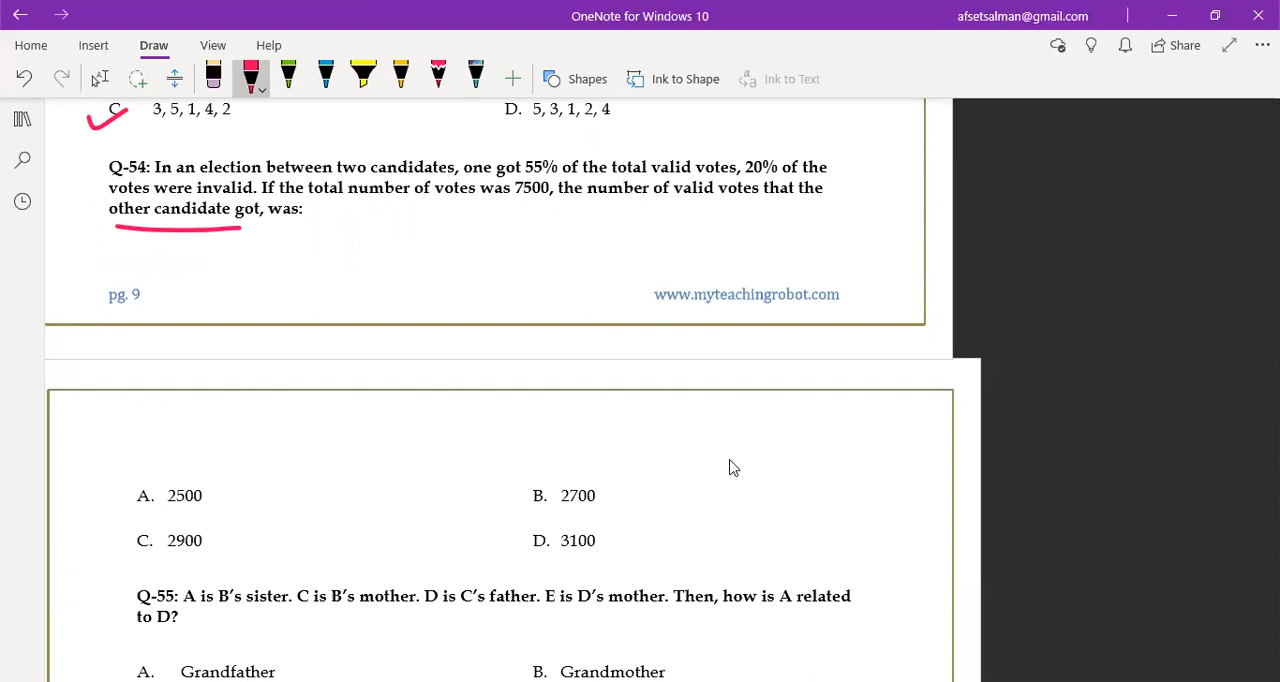 OneNote for Windows 10
afsetsalman@gmail.com
Home Insert Draw View Help
Share
Shapes
Ink to Shape
Ink to Text
C. 3, 5, 1, 4, 2 D. 5, 3, 1, 2, 4
Q-54: In an election between two candidates, one got 55% of the total valid votes, 20% of the
votes were invalid. If the total number of votes was 7500, the number of valid votes that the
other candidate got, was:
pg. 9 www.myteachingrobot.com
A. 2500 B. 2700
C. 2900 D. 3100
Q-55: A is B’s sister. C is B’s mother. D is C’s father. E is D’s mother. Then, how is A related
to D?
A. Grandfather B. Grandmother